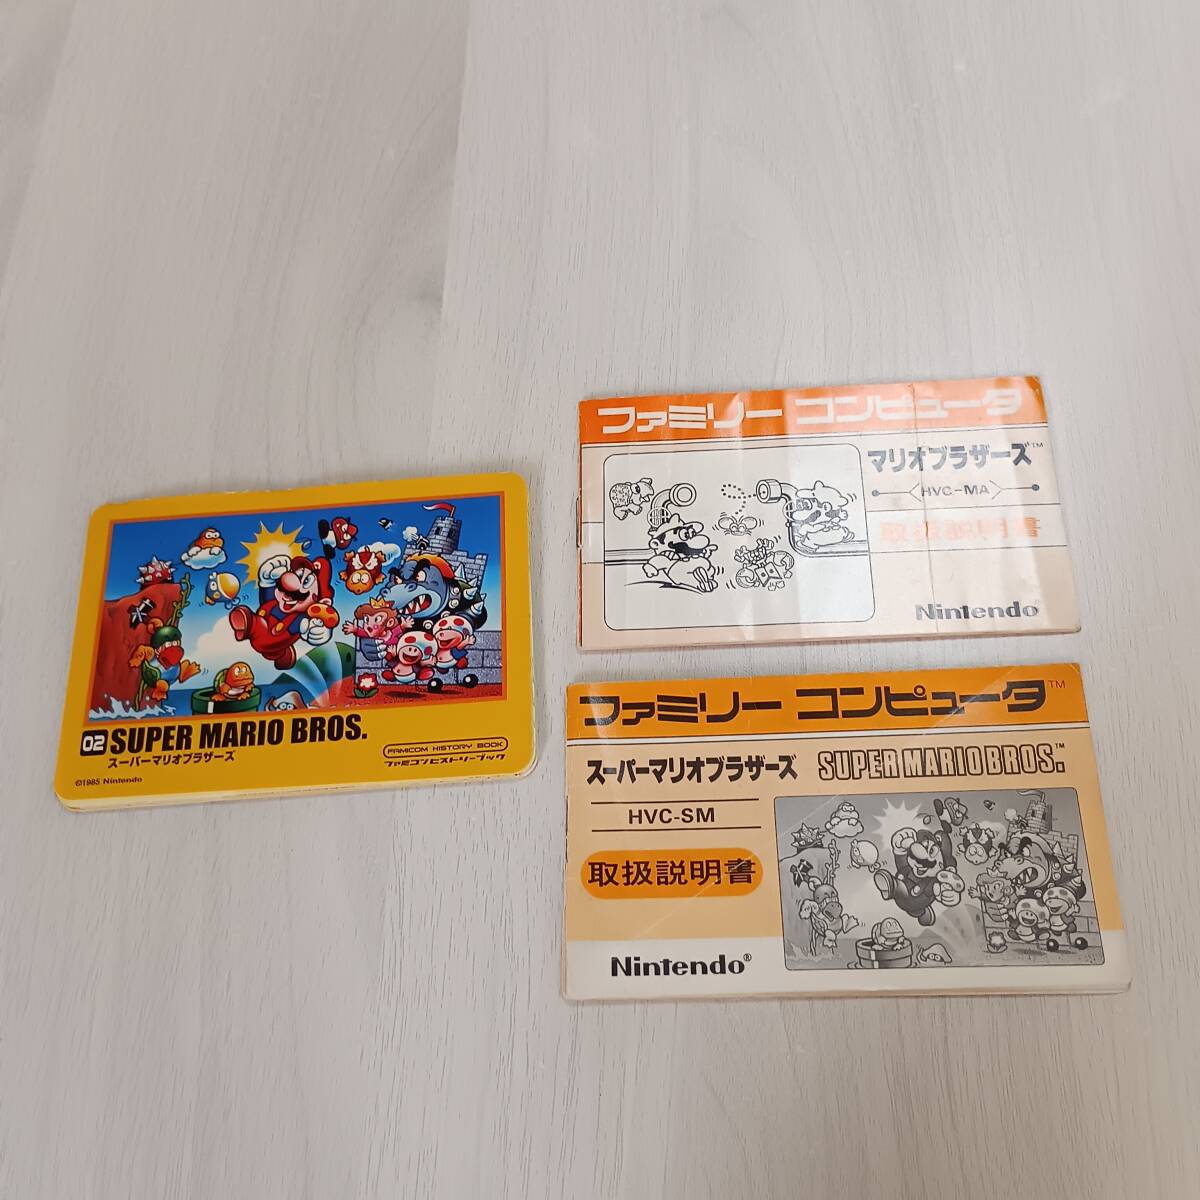 02 SUPER MARIO BROS.
スーパーマリオブラザーズ
©1985 Nintendo
FAMICOM HISTORY BOOK
ファミコンヒストリーブック
ファミリー コンピュータ
マリオブラザーズ™
HVC-MA
取扱説明書
Nintendo
ファミリー コンピュータ™
スーパーマリオブラザーズ SUPER MARIO BROS.™
HVC-SM
取扱説明書
Nintendo®